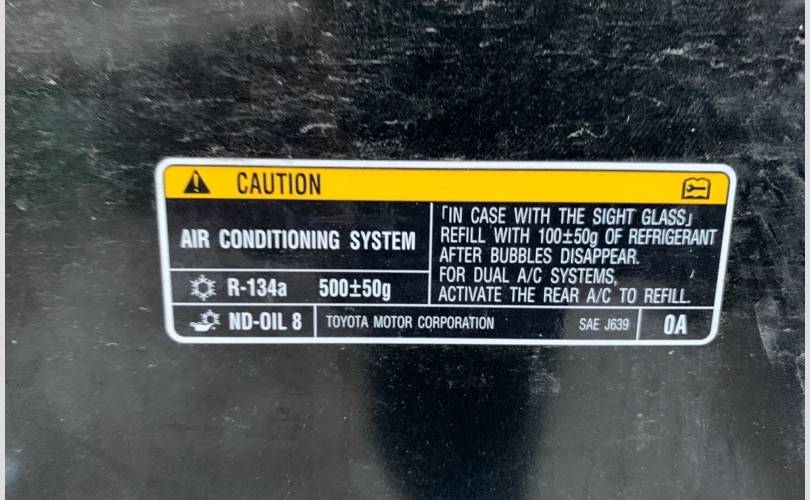 CAUTION
AIR CONDITIONING SYSTEM
R-134a 500±50g
「IN CASE WITH THE SIGHT GLASS」
REFILL WITH 100±50g OF REFRIGERANT
AFTER BUBBLES DISAPPEAR.
FOR DUAL A/C SYSTEMS,
ACTIVATE THE REAR A/C TO REFILL.
ND-OIL 8 TOYOTA MOTOR CORPORATION SAE J639 0A